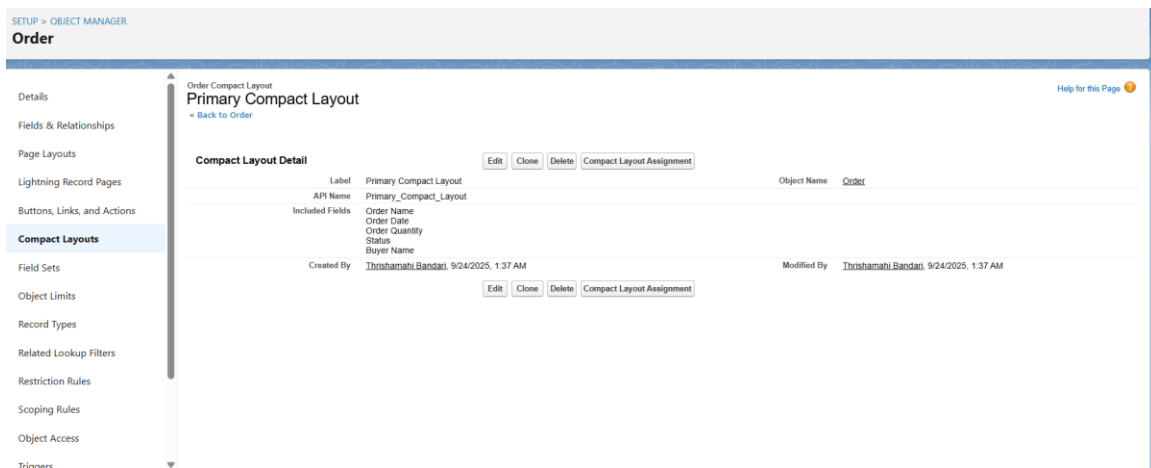 SETUP > OBJECT MANAGER
Order
Details
Fields & Relationships
Page Layouts
Lightning Record Pages
Buttons, Links, and Actions
Compact Layouts
Field Sets
Object Limits
Record Types
Related Lookup Filters
Restriction Rules
Scoping Rules
Object Access
Triggers
Order Compact Layout
Primary Compact Layout
« Back to Order
Help for this Page ?
Compact Layout Detail Edit Clone Delete Compact Layout Assignment
Label Primary Compact Layout Object Name Order
API Name Primary_Compact_Layout
Included Fields Order Name
Order Date
Order Quantity
Status
Buyer Name
Created By Thrishamahi Bandari, 9/24/2025, 1:37 AM Modified By Thrishamahi Bandari, 9/24/2025, 1:37 AM
Edit Clone Delete Compact Layout Assignment